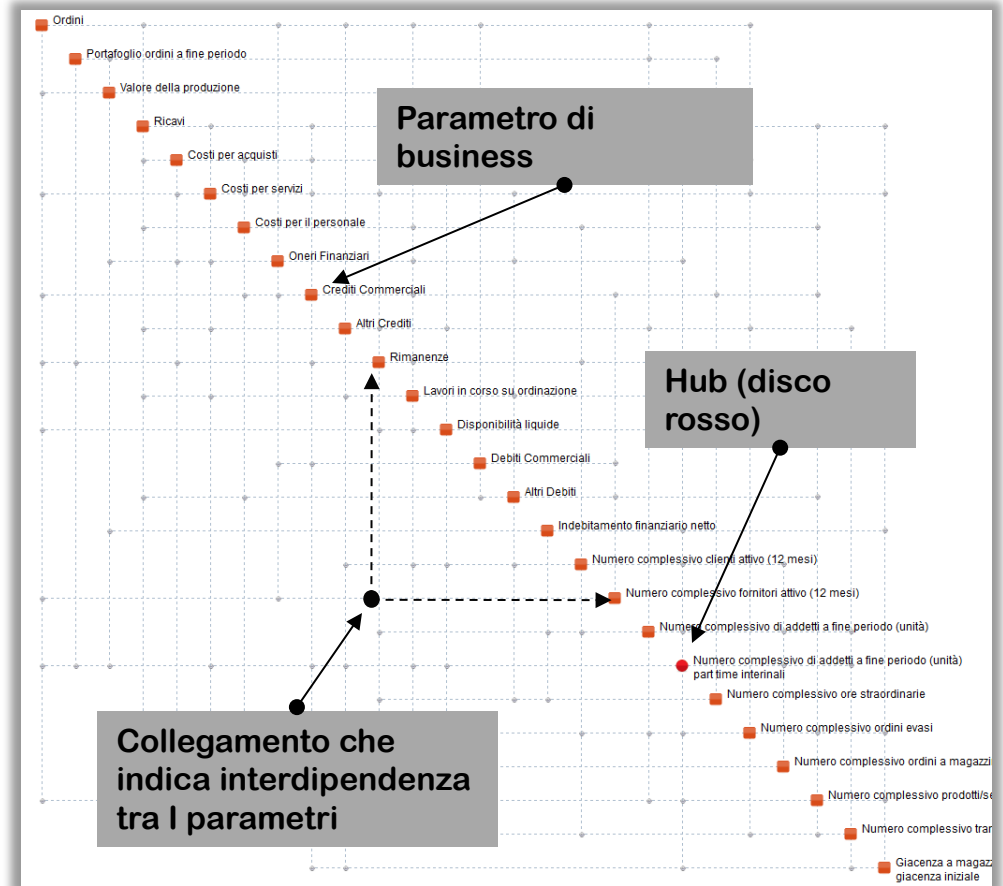 Ordini
Portafoglio ordini a fine periodo
Valore della produzione
Parametro di
business
Ricavi
Costi per acquisti
Costi per servizi
Costi per il personale
Oneri Finanziari
Crediti Commerciali
Altri Crediti
Rimanenze
Hub (disco
rosso)
Lavori in corso su ordinazione
Disponibilità liquide
Debiti Commerciali
Altri Debiti
Indebitamento finanziario netto
Numero complessivo clienti attivo (12 mesi)
Numero complessivo fornitori attivo (12 mesi)
Numero complessivo di addetti a fine periodo (unità)
Numero complessivo di addetti a fine periodo (unità)
part time interinali
Numero complessivo ore straordinarie
Collegamento che
indica interdipendenza
tra I parametri
Numero complessivo ordini evasi
Numero complessivo ordini a magazzi
Numero complessivo prodotti/se
Numero complessivo tran
Giacenza a magazz
giacenza iniziale